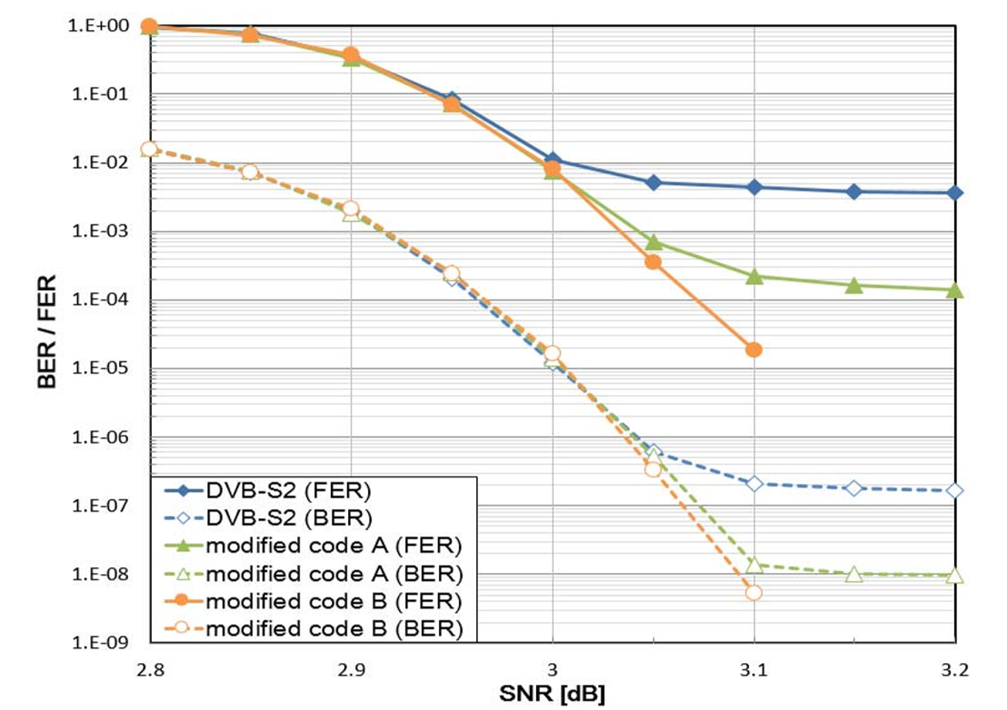 1.E+00
1.E-01
1.E-02
1.E-03
1.E-04
1.E-05
1.E-06
1.E-07
1.E-08
1.E-09
BER / FER
DVB-S2 (FER)
DVB-S2 (BER)
modified code A (FER)
modified code A (BER)
modified code B (FER)
modified code B (BER)
2.8 2.9 3 3.1 3.2
SNR [dB]